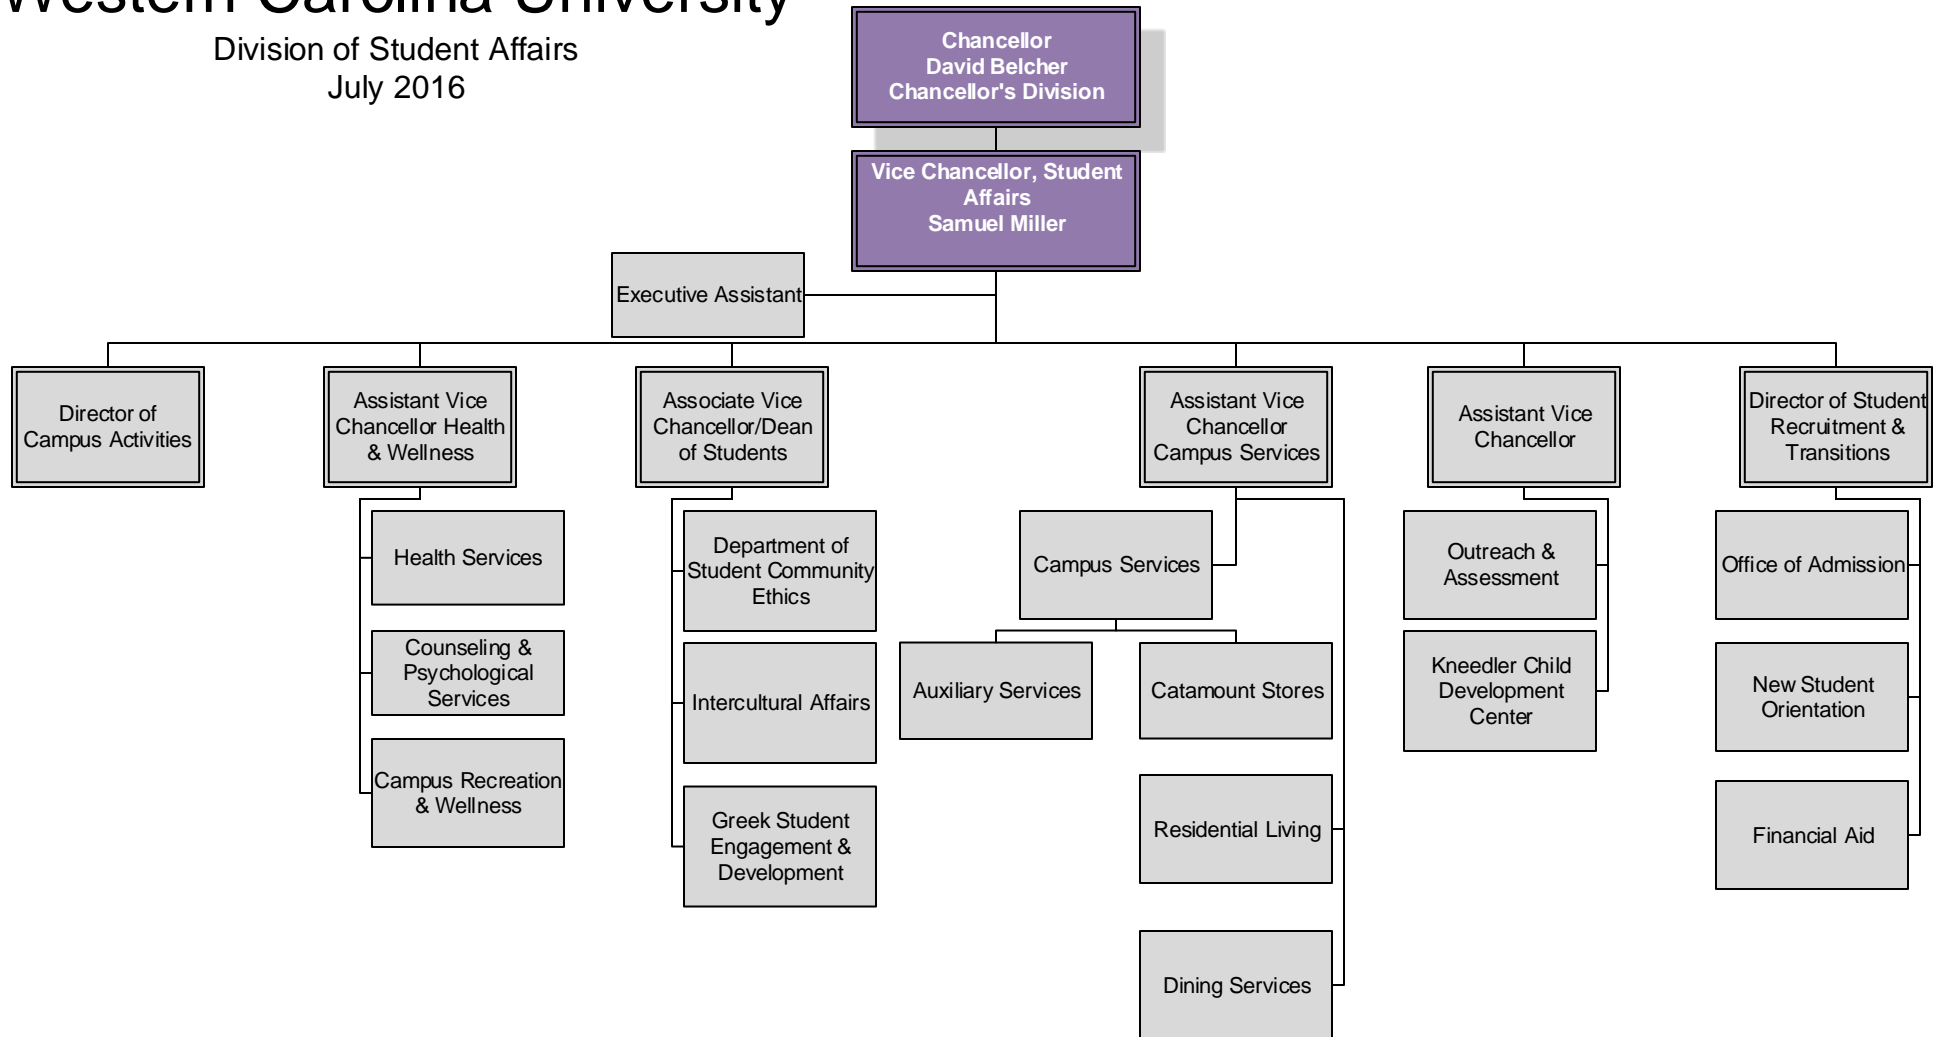 Western Carolina University
Division of Student Affairs
July 2016
Chancellor
David Belcher
Chancellor's Division
Vice Chancellor, Student
Affairs
Samuel Miller
Executive Assistant
Director of
Campus Activities
Assistant Vice
Chancellor Health
& Wellness
Associate Vice
Chancellor/Dean
of Students
Assistant Vice
Chancellor
Campus Services
Assistant Vice
Chancellor
Director of Student
Recruitment &
Transitions
Health Services
Counseling &
Psychological
Services
Campus Recreation
& Wellness
Department of
Student Community
Ethics
Intercultural Affairs
Greek Student
Engagement &
Development
Campus Services
Auxiliary Services
Catamount Stores
Residential Living
Dining Services
Outreach &
Assessment
Kneedler Child
Development
Center
Office of Admission
New Student
Orientation
Financial Aid